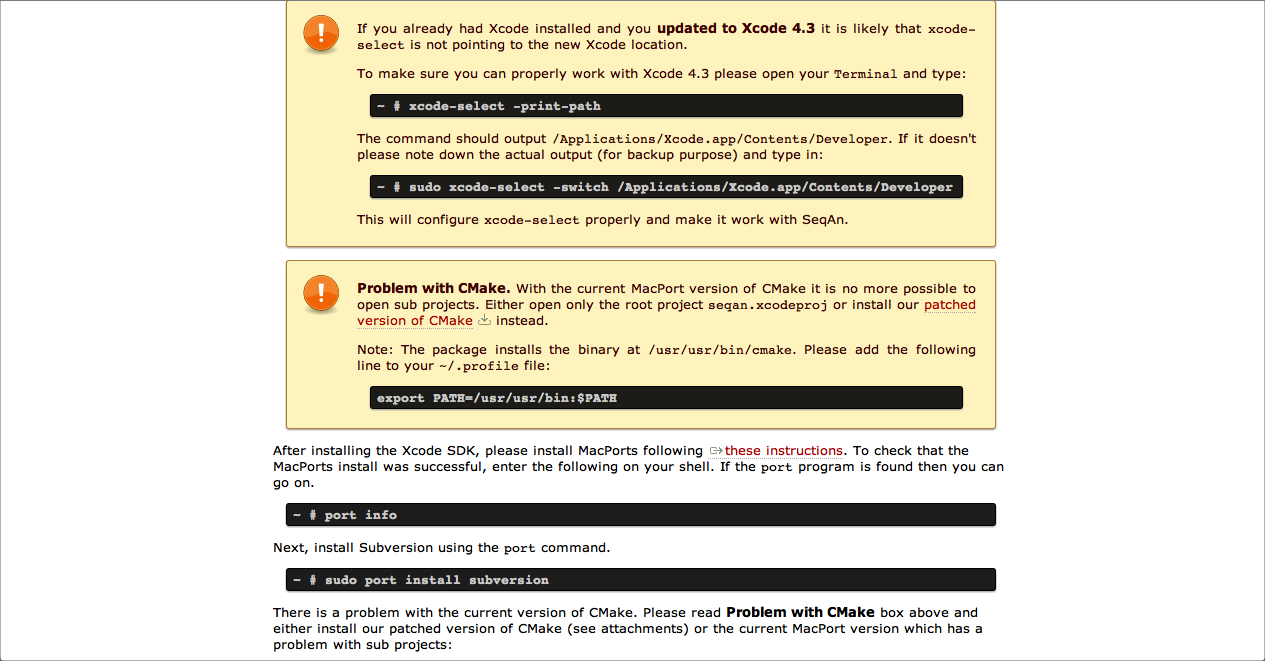 If you already had Xcode installed and you updated to Xcode 4.3 it is likely that xcode-
select is not pointing to the new Xcode location.
To make sure you can properly work with Xcode 4.3 please open your Terminal and type:
~ # xcode-select -print-path
The command should output /Applications/Xcode.app/Contents/Developer. If it doesn't
please note down the actual output (for backup purpose) and type in:
~ # sudo xcode-select -switch /Applications/Xcode.app/Contents/Developer
This will configure xcode-select properly and make it work with SeqAn.
Problem with CMake. With the current MacPort version of CMake it is no more possible to
open sub projects. Either open only the root project seqan.xcodeproj or install our patched
version of CMake instead.
Note: The package installs the binary at /usr/usr/bin/cmake. Please add the following
line to your ~/.profile file:
export PATH=/usr/usr/bin:$PATH
After installing the Xcode SDK, please install MacPorts following these instructions. To check that the
MacPorts install was successful, enter the following on your shell. If the port program is found then you can
go on.
~ # port info
Next, install Subversion using the port command.
~ # sudo port install subversion
There is a problem with the current version of CMake. Please read Problem with CMake box above and
either install our patched version of CMake (see attachments) or the current MacPort version which has a
problem with sub projects: